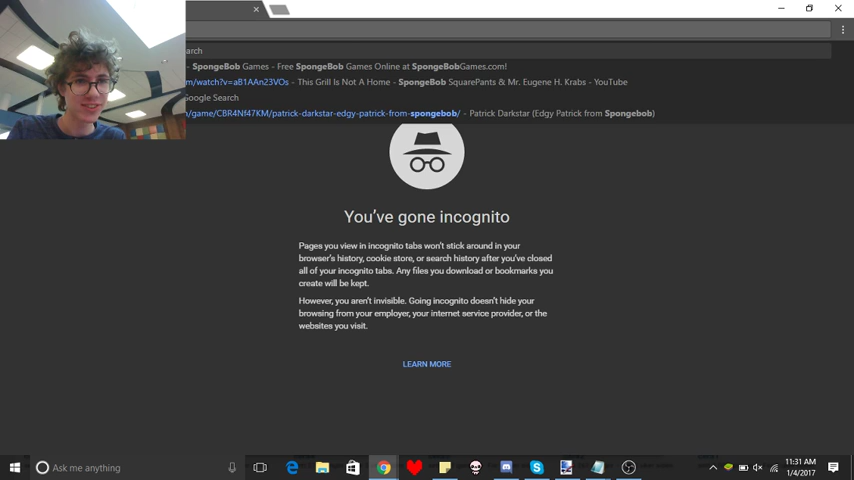 arch
- SpongeBob Games - Free SpongeBob Games Online at SpongeBobGames.com!
m/watch?v=aB1AAn23VOs - This Grill Is Not A Home - SpongeBob SquarePants & Mr. Eugene H. Krabs - YouTube
Google Search
/game/CBR4Nf47KM/patrick-darkstar-edgy-patrick-from-spongebob/ - Patrick Darkstar (Edgy Patrick from Spongebob)
You've gone incognito
Pages you view in incognito tabs won't stick around in your
browser's history, cookie store, or search history after you've closed
all of your incognito tabs. Any files you download or bookmarks you
create will be kept.
However, you aren't invisible. Going incognito doesn't hide your
browsing from your employer, your internet service provider, or the
websites you visit.
LEARN MORE
Ask me anything
11:31 AM
1/4/2017